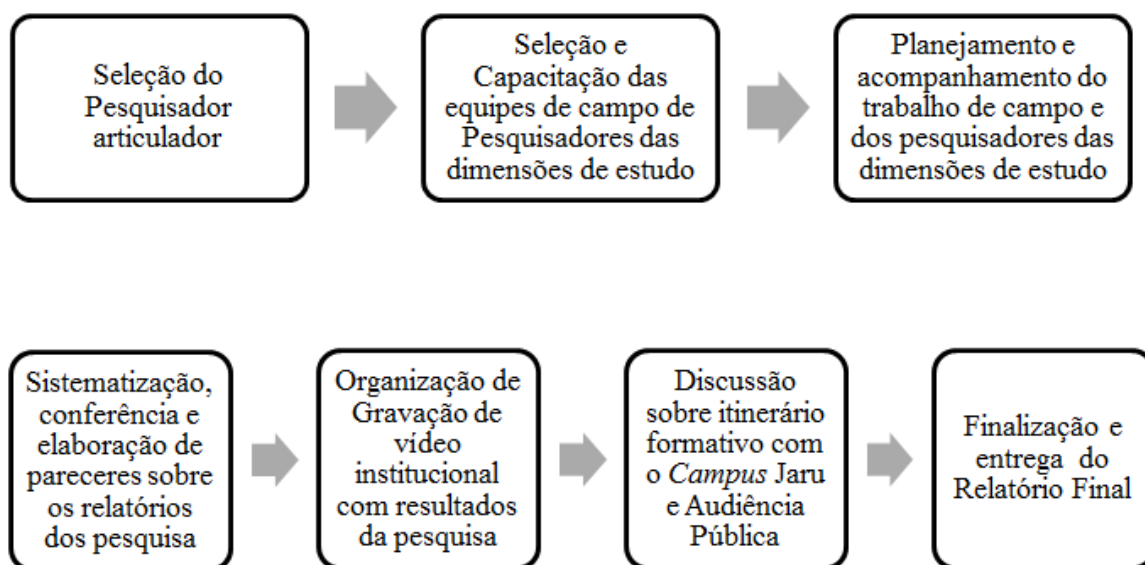 Seleção do
Pesquisador
articulador
Seleção e
Capacitação das
equipes de campo de
Pesquisadores das
dimensões de estudo
Planejamento e
acompanhamento do
trabalho de campo e
dos pesquisadores das
dimensões de estudo
Sistematização,
conferência e
elaboração de
pareceres sobre
os relatórios
dos pesquisa
Organização de
Gravação de
vídeo
institucional
com resultados
da pesquisa
Discussão
sobre itinerário
formativo com
o Campus Jaru
e Audiência
Pública
Finalização e
entrega do
Relatório Final